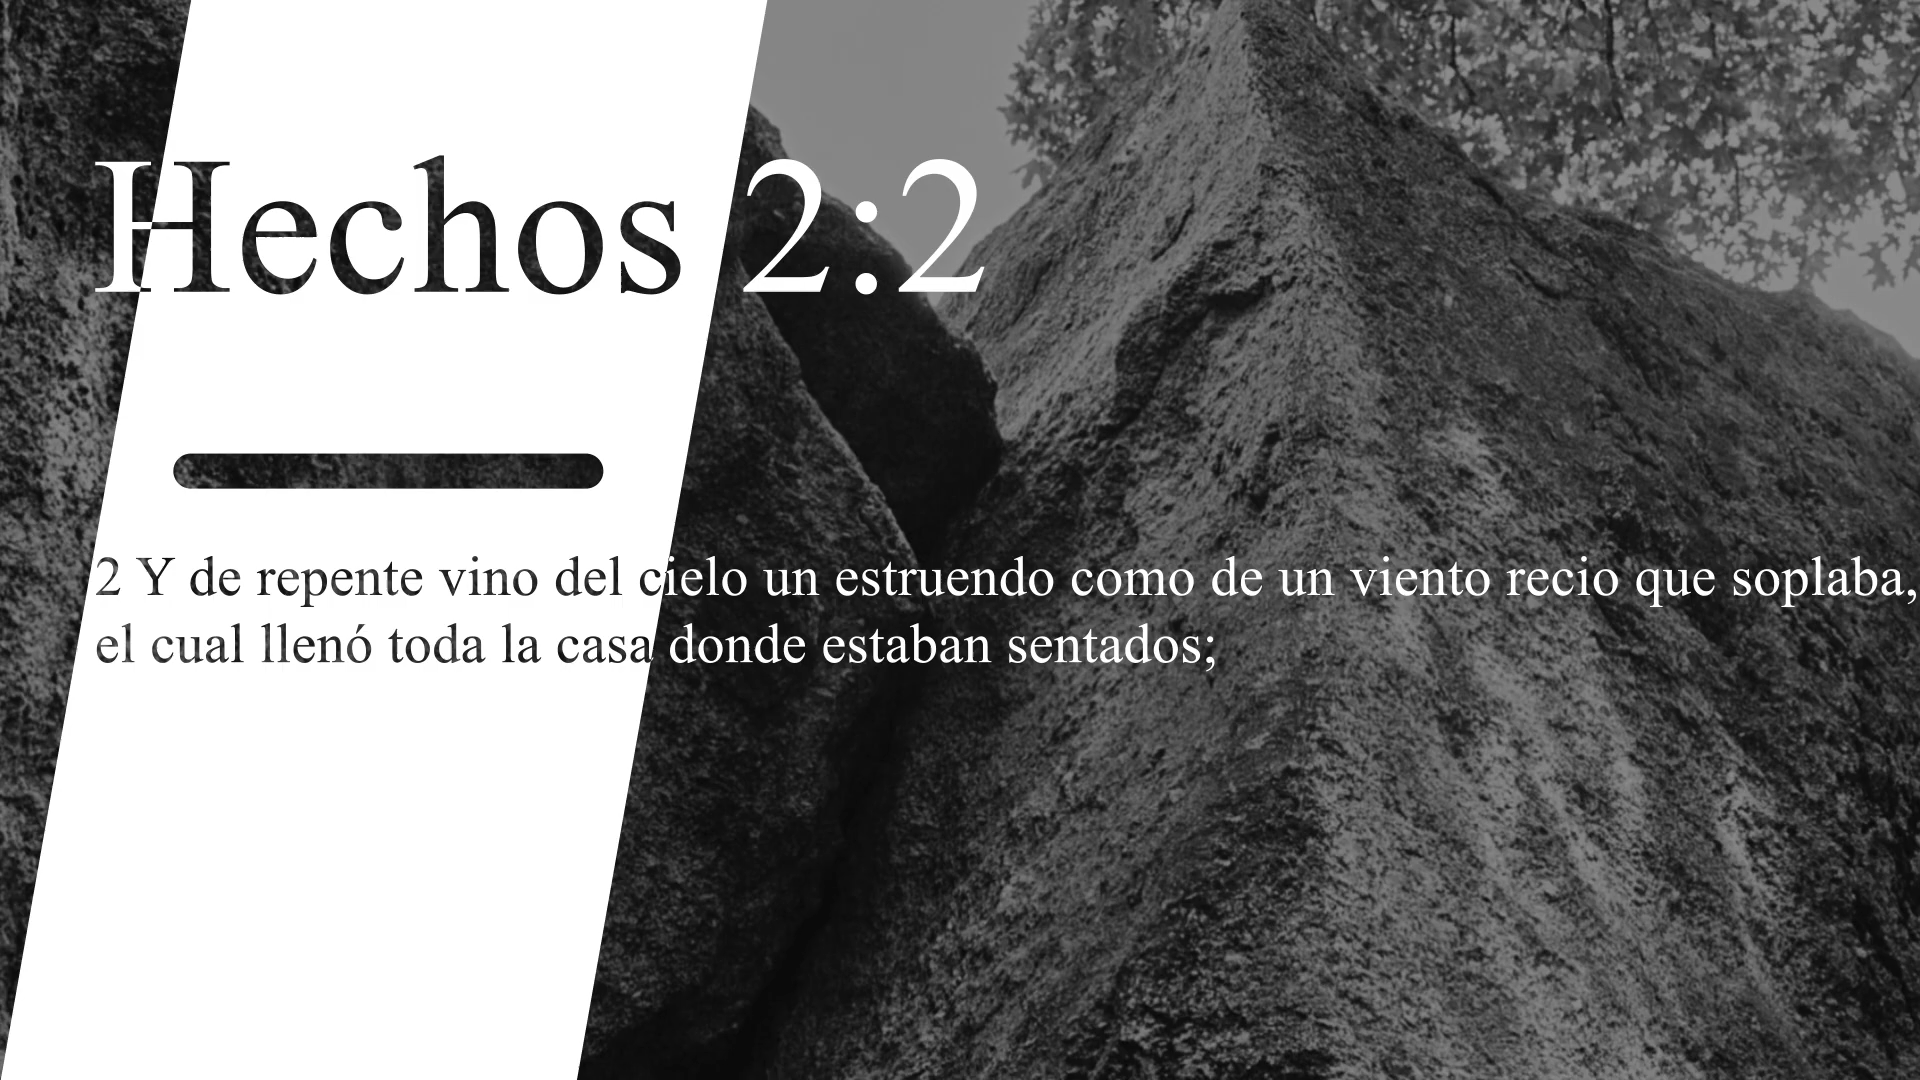 Hechos 2:2
2 Y de repente vino del cielo un estruendo como de un viento recio que soplaba,
el cual llenó toda la casa donde estaban sentados;